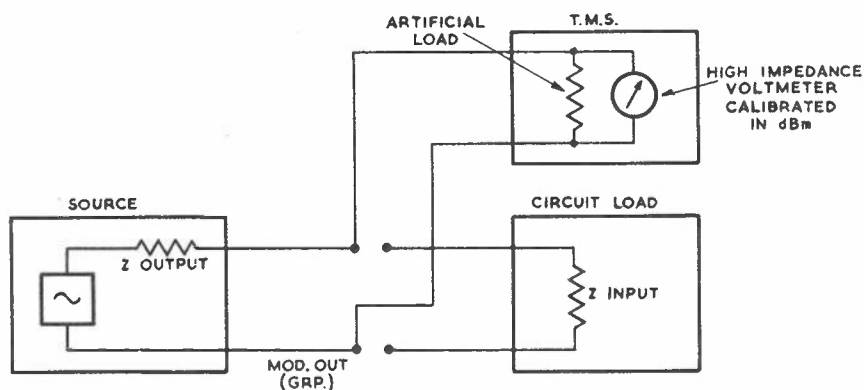 ARTIFICIAL
LOAD
T.M.S.
HIGH IMPEDANCE
VOLTMETER
CALIBRATED
IN dBm
SOURCE
Z OUTPUT
MOD. OUT
(GRP.)
CIRCUIT LOAD
Z INPUT